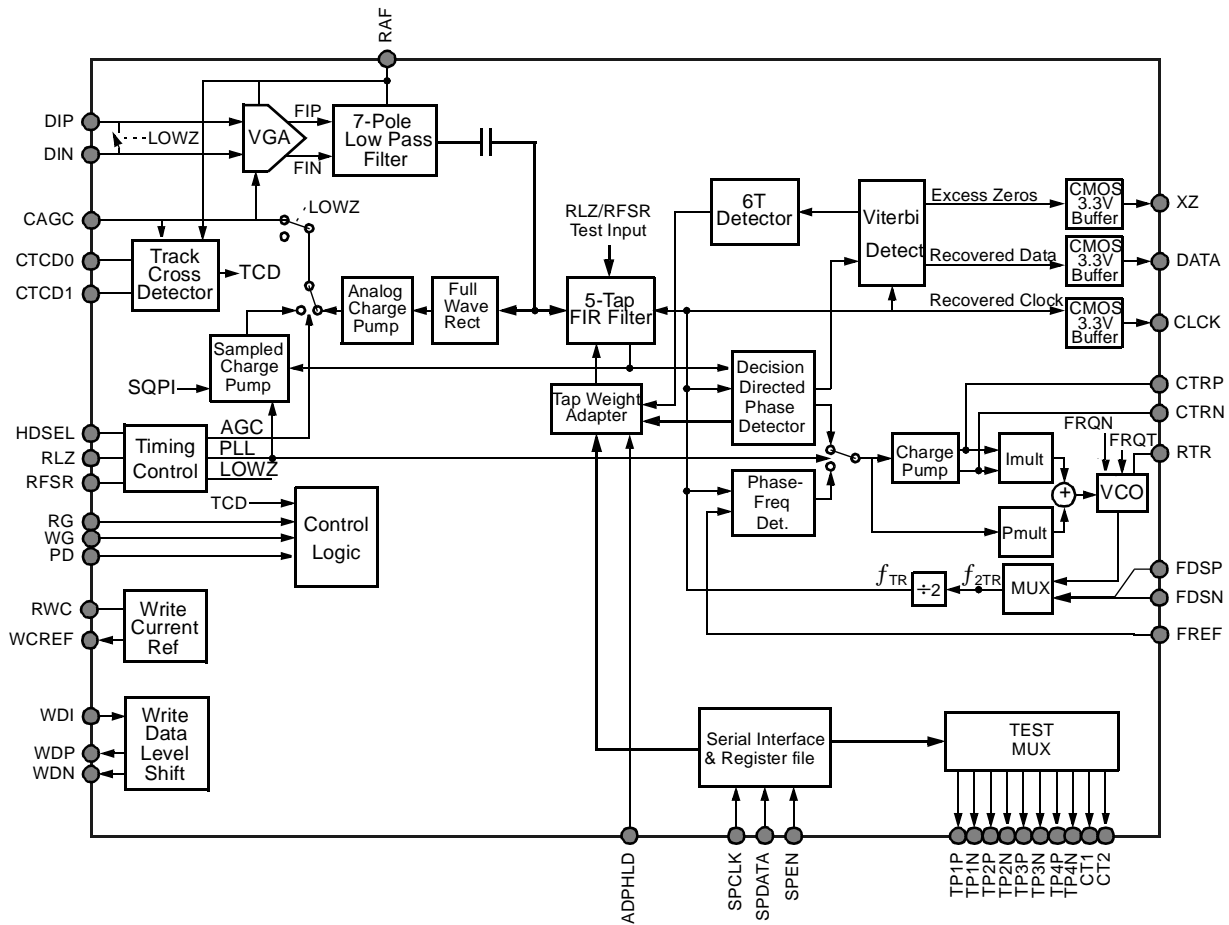 RAF
DIP
DIN
LOWZ
VGA
FIP
FIN
7-Pole
Low Pass
Filter
CAGC
LOWZ
CTCD0
CTCD1
Track
Cross
Detector
TCD
Analog
Charge
Pump
Full
Wave
Rect
RLZ/RFSR
Test Input
5-Tap
FIR Filter
6T
Detector
Viterbi
Detect
Excess Zeros
Recovered Data
Recovered Clock
CMOS
3.3V
Buffer
CMOS
3.3V
Buffer
CMOS
3.3V
Buffer
XZ
DATA
CLCK
Sampled
Charge
Pump
SQPI
Tap Weight
Adapter
Decision
Directed
Phase
Detector
CTRP
CTRN
FRQN
FRQT
RTR
HDSEL
RLZ
RFSR
Timing
Control
AGC
PLL
LOWZ
Charge
Pump
Imult
+
VCO
Pmult
Phase-
Freq
Det.
TCD
RG
WG
PD
Control
Logic
fTR
÷2
f2TR
MUX
FDSP
FDSN
FREF
RWC
WCREF
Write
Current
Ref
WDI
WDP
WDN
Write
Data
Level
Shift
Serial Interface
& Register file
TEST
MUX
ADPHLD
SPCLK
SPDATA
SPEN
TP1P
TP1N
TP2P
TP2N
TP3P
TP3N
TP4P
TP4N
CT1
CT2